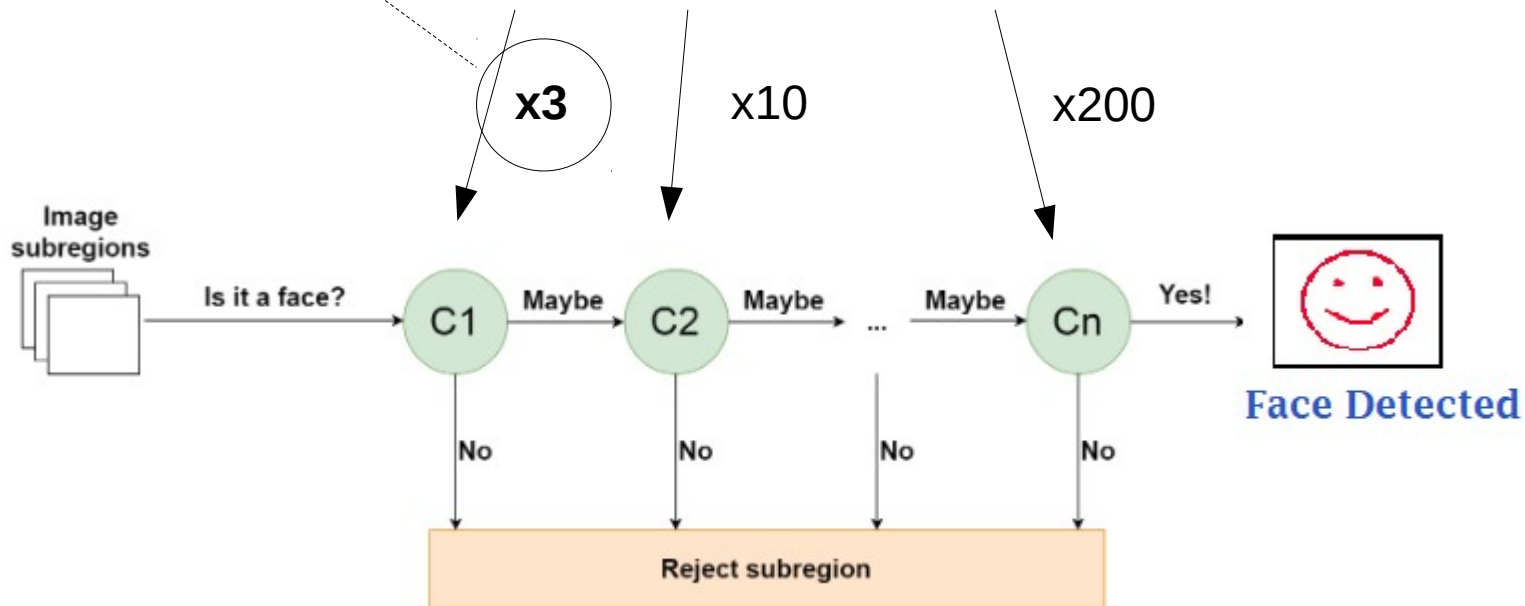 x3
x10
x200
Image
subregions
Is it a face?
C1
Maybe
C2
Maybe
...
Maybe
Cn
Yes!
Face Detected
No
No
No
No
Reject subregion